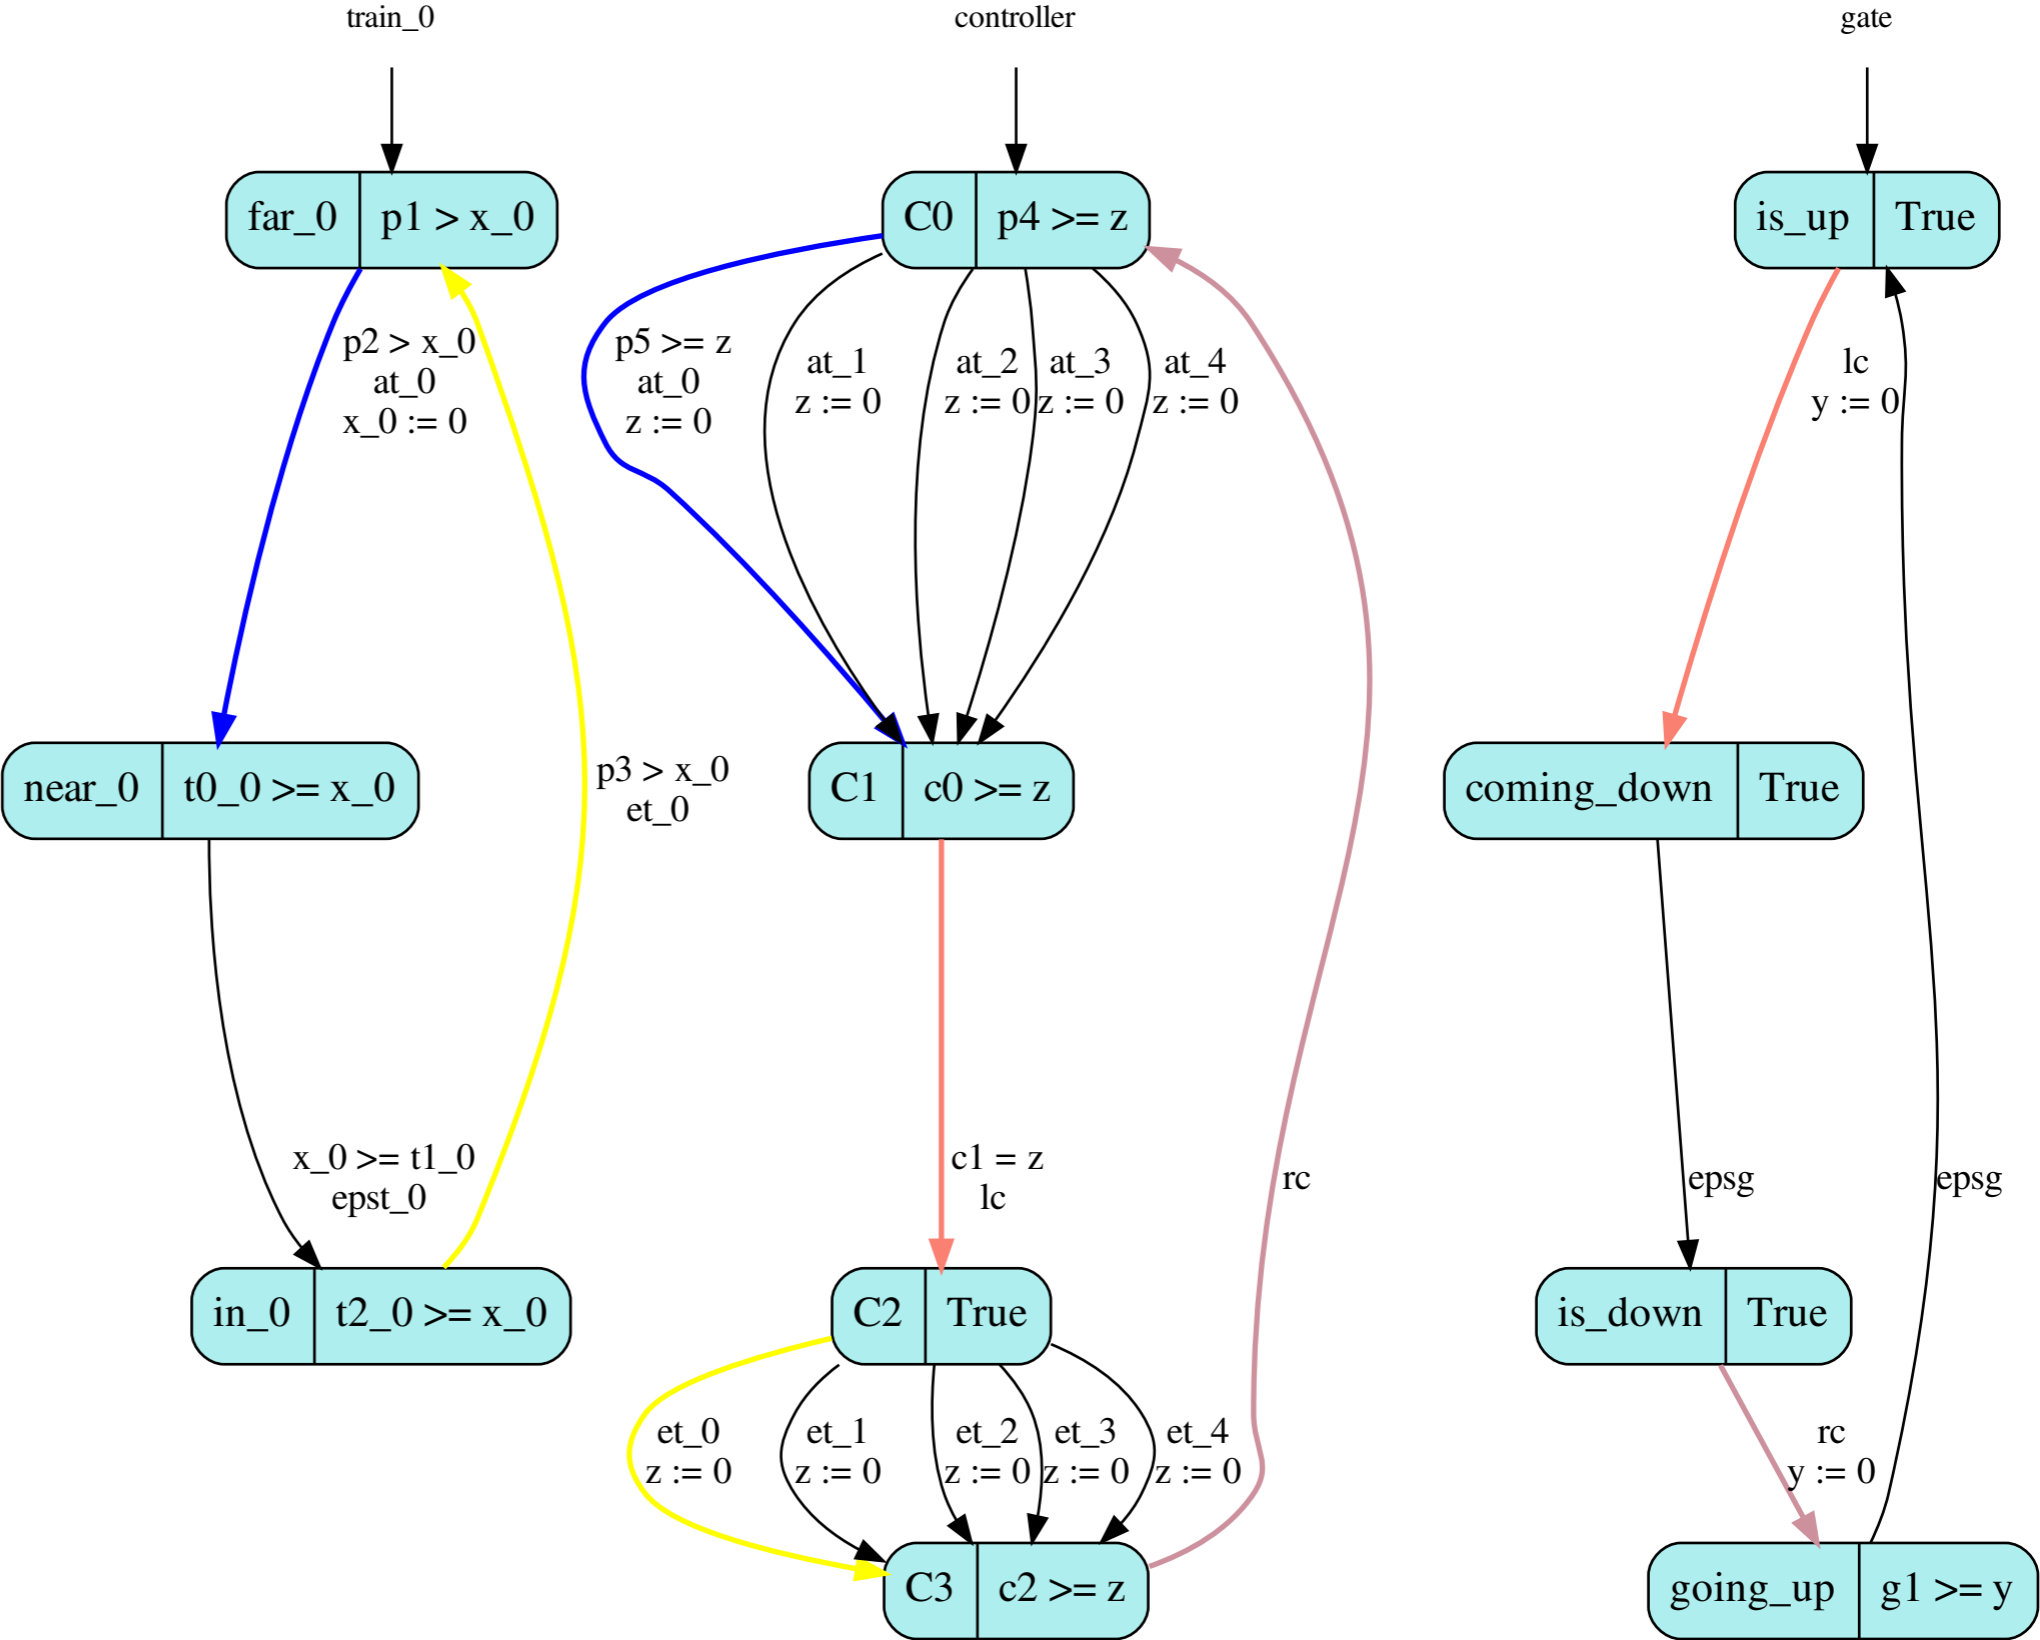 train_0
controller
gate
far_0 | p1 > x_0
C0 | p4 >= z
is_up | True
p2 > x_0
at_0
x_0 := 0
p5 >= z
at_0
z := 0
at_1
z := 0
at_2
z := 0
at_3
z := 0
at_4
z := 0
lc
y := 0
near_0 | t0_0 >= x_0
p3 > x_0
et_0
C1 | c0 >= z
coming_down | True
x_0 >= t1_0
epst_0
c1 = z
lc
rc
epsg
epsg
in_0 | t2_0 >= x_0
C2 | True
is_down | True
et_0
z := 0
et_1
z := 0
et_2
z := 0
et_3
z := 0
et_4
z := 0
rc
y := 0
C3 | c2 >= z
going_up | g1 >= y